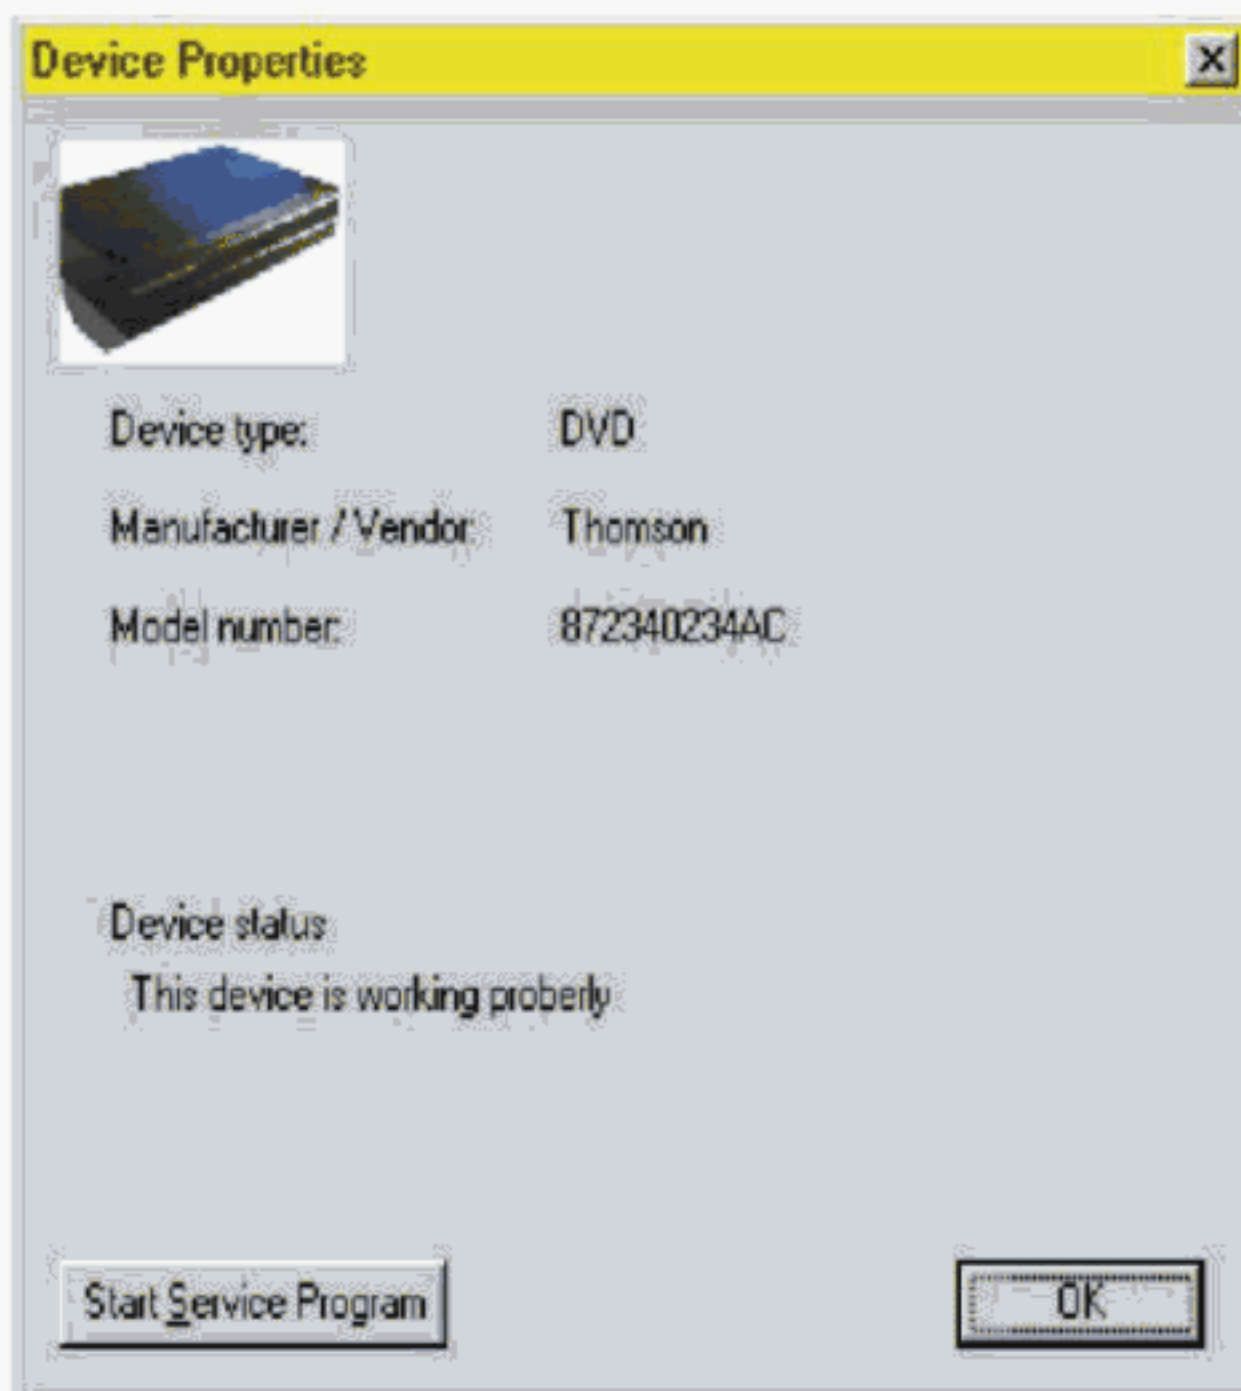 Device Properties
Device type: DVD
Manufacturer / Vendor: Thomson
Model number: 872340234AC
Device status
This device is working proberly
Start Service Program OK